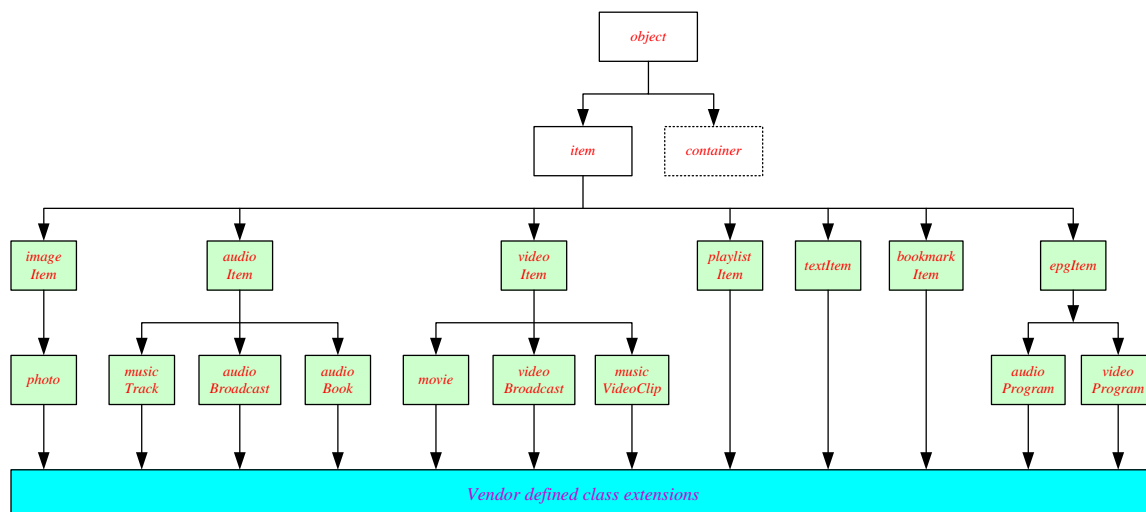 object
item
container
image
Item
audio
Item
video
Item
playlist
Item
textItem
bookmark
Item
epgItem
photo
music
Track
audio
Broadcast
audio
Book
movie
video
Broadcast
music
VideoClip
audio
Program
video
Program
Vendor defined class extensions